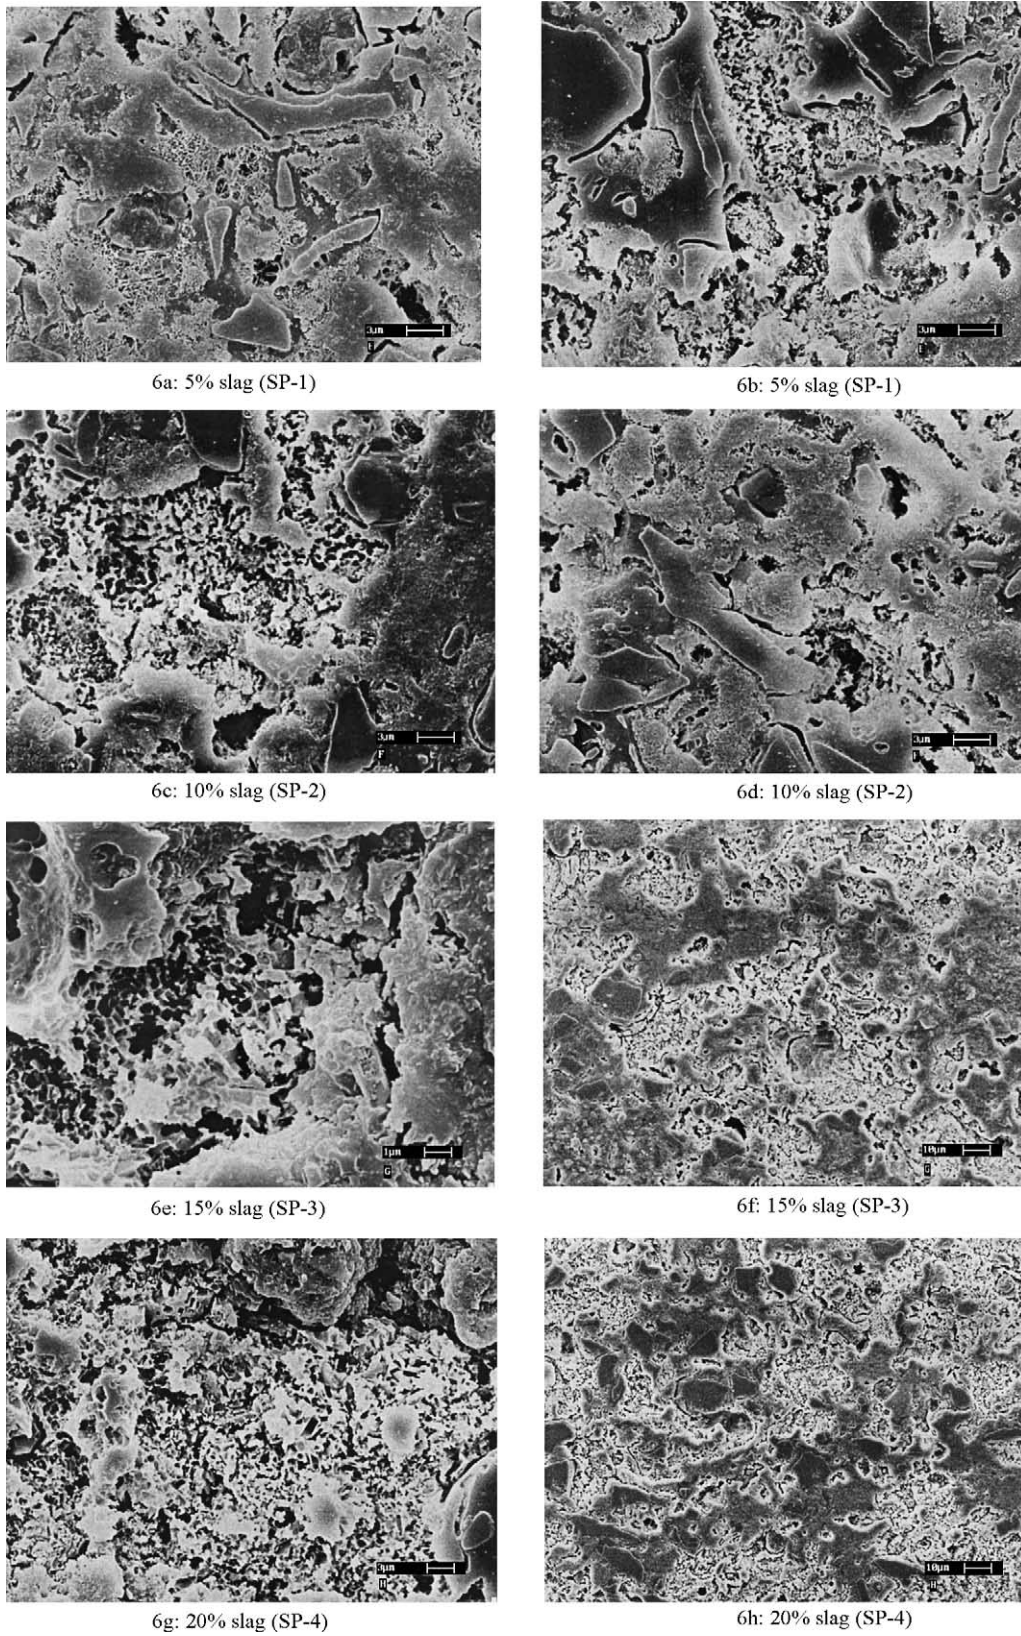 3µm
E
3µm
E
6a: 5% slag (SP-1)
6b: 5% slag (SP-1)
3µm
F
3µm
6c: 10% slag (SP-2)
6d: 10% slag (SP-2)
1µm
G
10µm
G
6e: 15% slag (SP-3)
6f: 15% slag (SP-3)
3µm
H
10µm
H
6g: 20% slag (SP-4)
6h: 20% slag (SP-4)